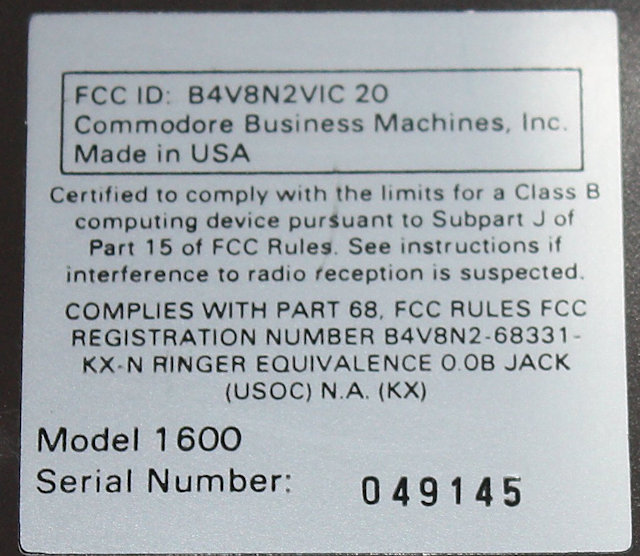 FCC ID: B4V8N2VIC 20
Commodore Business Machines, Inc.
Made in USA
Certified to comply with the limits for a Class B
computing device pursuant to Subpart J of
Part 15 of FCC Rules. See instructions if
interference to radio reception is suspected.
COMPLIES WITH PART 68, FCC RULES FCC
REGISTRATION NUMBER B4V8N2-68331-
KX-N RINGER EQUIVALENCE 0.0B JACK
(USOC) N.A. (KX)
Model 1600
Serial Number: 049145